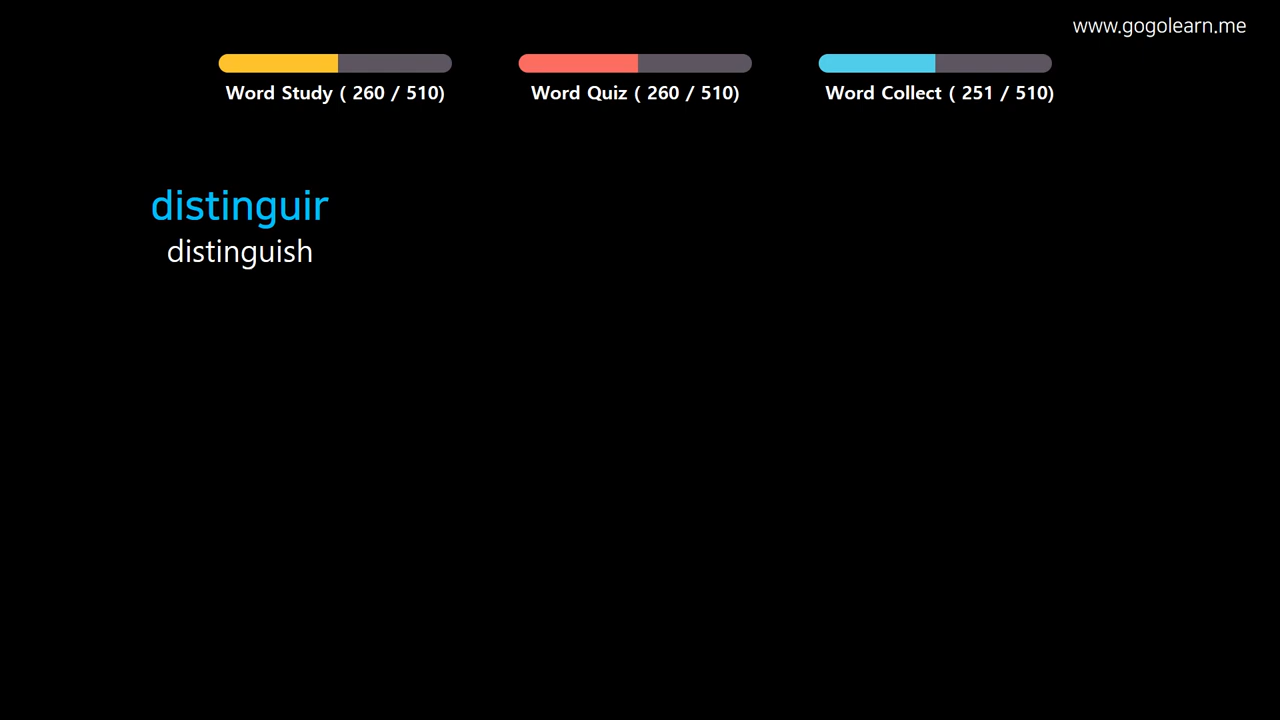 www.gogolearn.me
Word Study ( 260 / 510)
Word Quiz ( 260 / 510)
Word Collect ( 251 / 510)
distinguir
distinguish